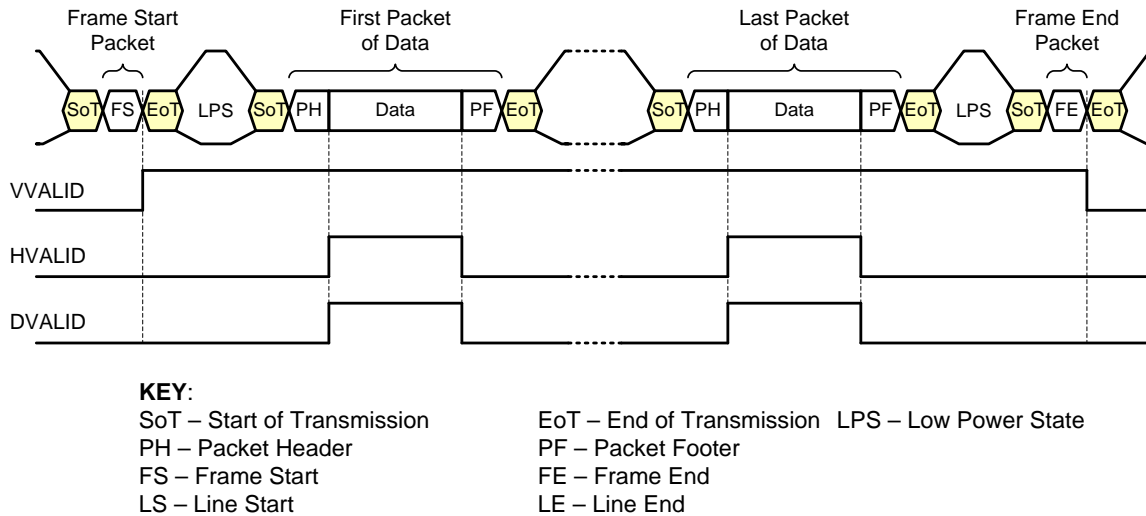 Frame Start
Packet
First Packet
of Data
Last Packet
of Data
Frame End
Packet
SoT FS EoT LPS SoT PH Data PF EoT SoT PH Data PF EoT LPS SoT FE EoT
VVALID
HVALID
DVALID
KEY:
SoT – Start of Transmission EoT – End of Transmission LPS – Low Power State
PH – Packet Header PF – Packet Footer
FS – Frame Start FE – Frame End
LS – Line Start LE – Line End